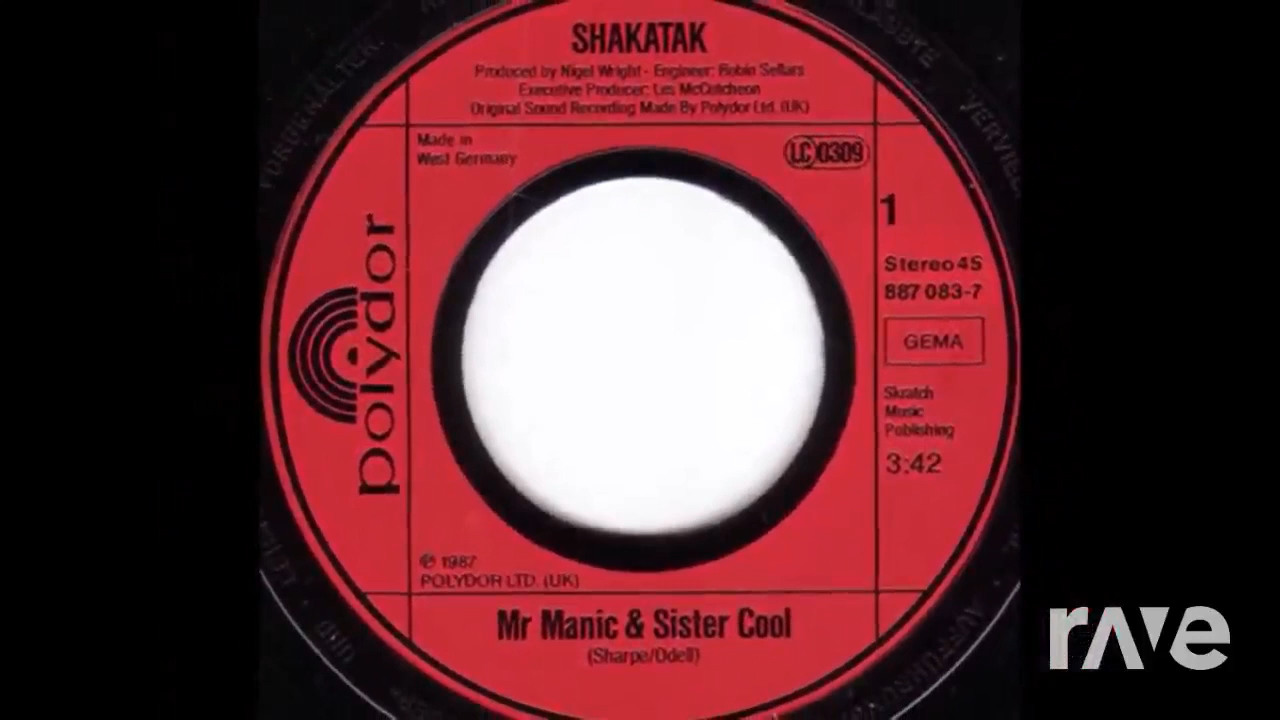 SHAKATAK
Produced by Nigel Wright - Engineer: Robin Sellars
Executive Producer: Les McCutcheon
Original Sound Recording Made By Polydor Ltd. (UK)
Made in
West Germany
LC 0309
polydor
1
Stereo 45
887 083-7
GEMA
Skratch
Music
Publishing
3:42
℗ 1987
POLYDOR LTD. (UK)
Mr Manic & Sister Cool
(Sharpe/Odell)
rave